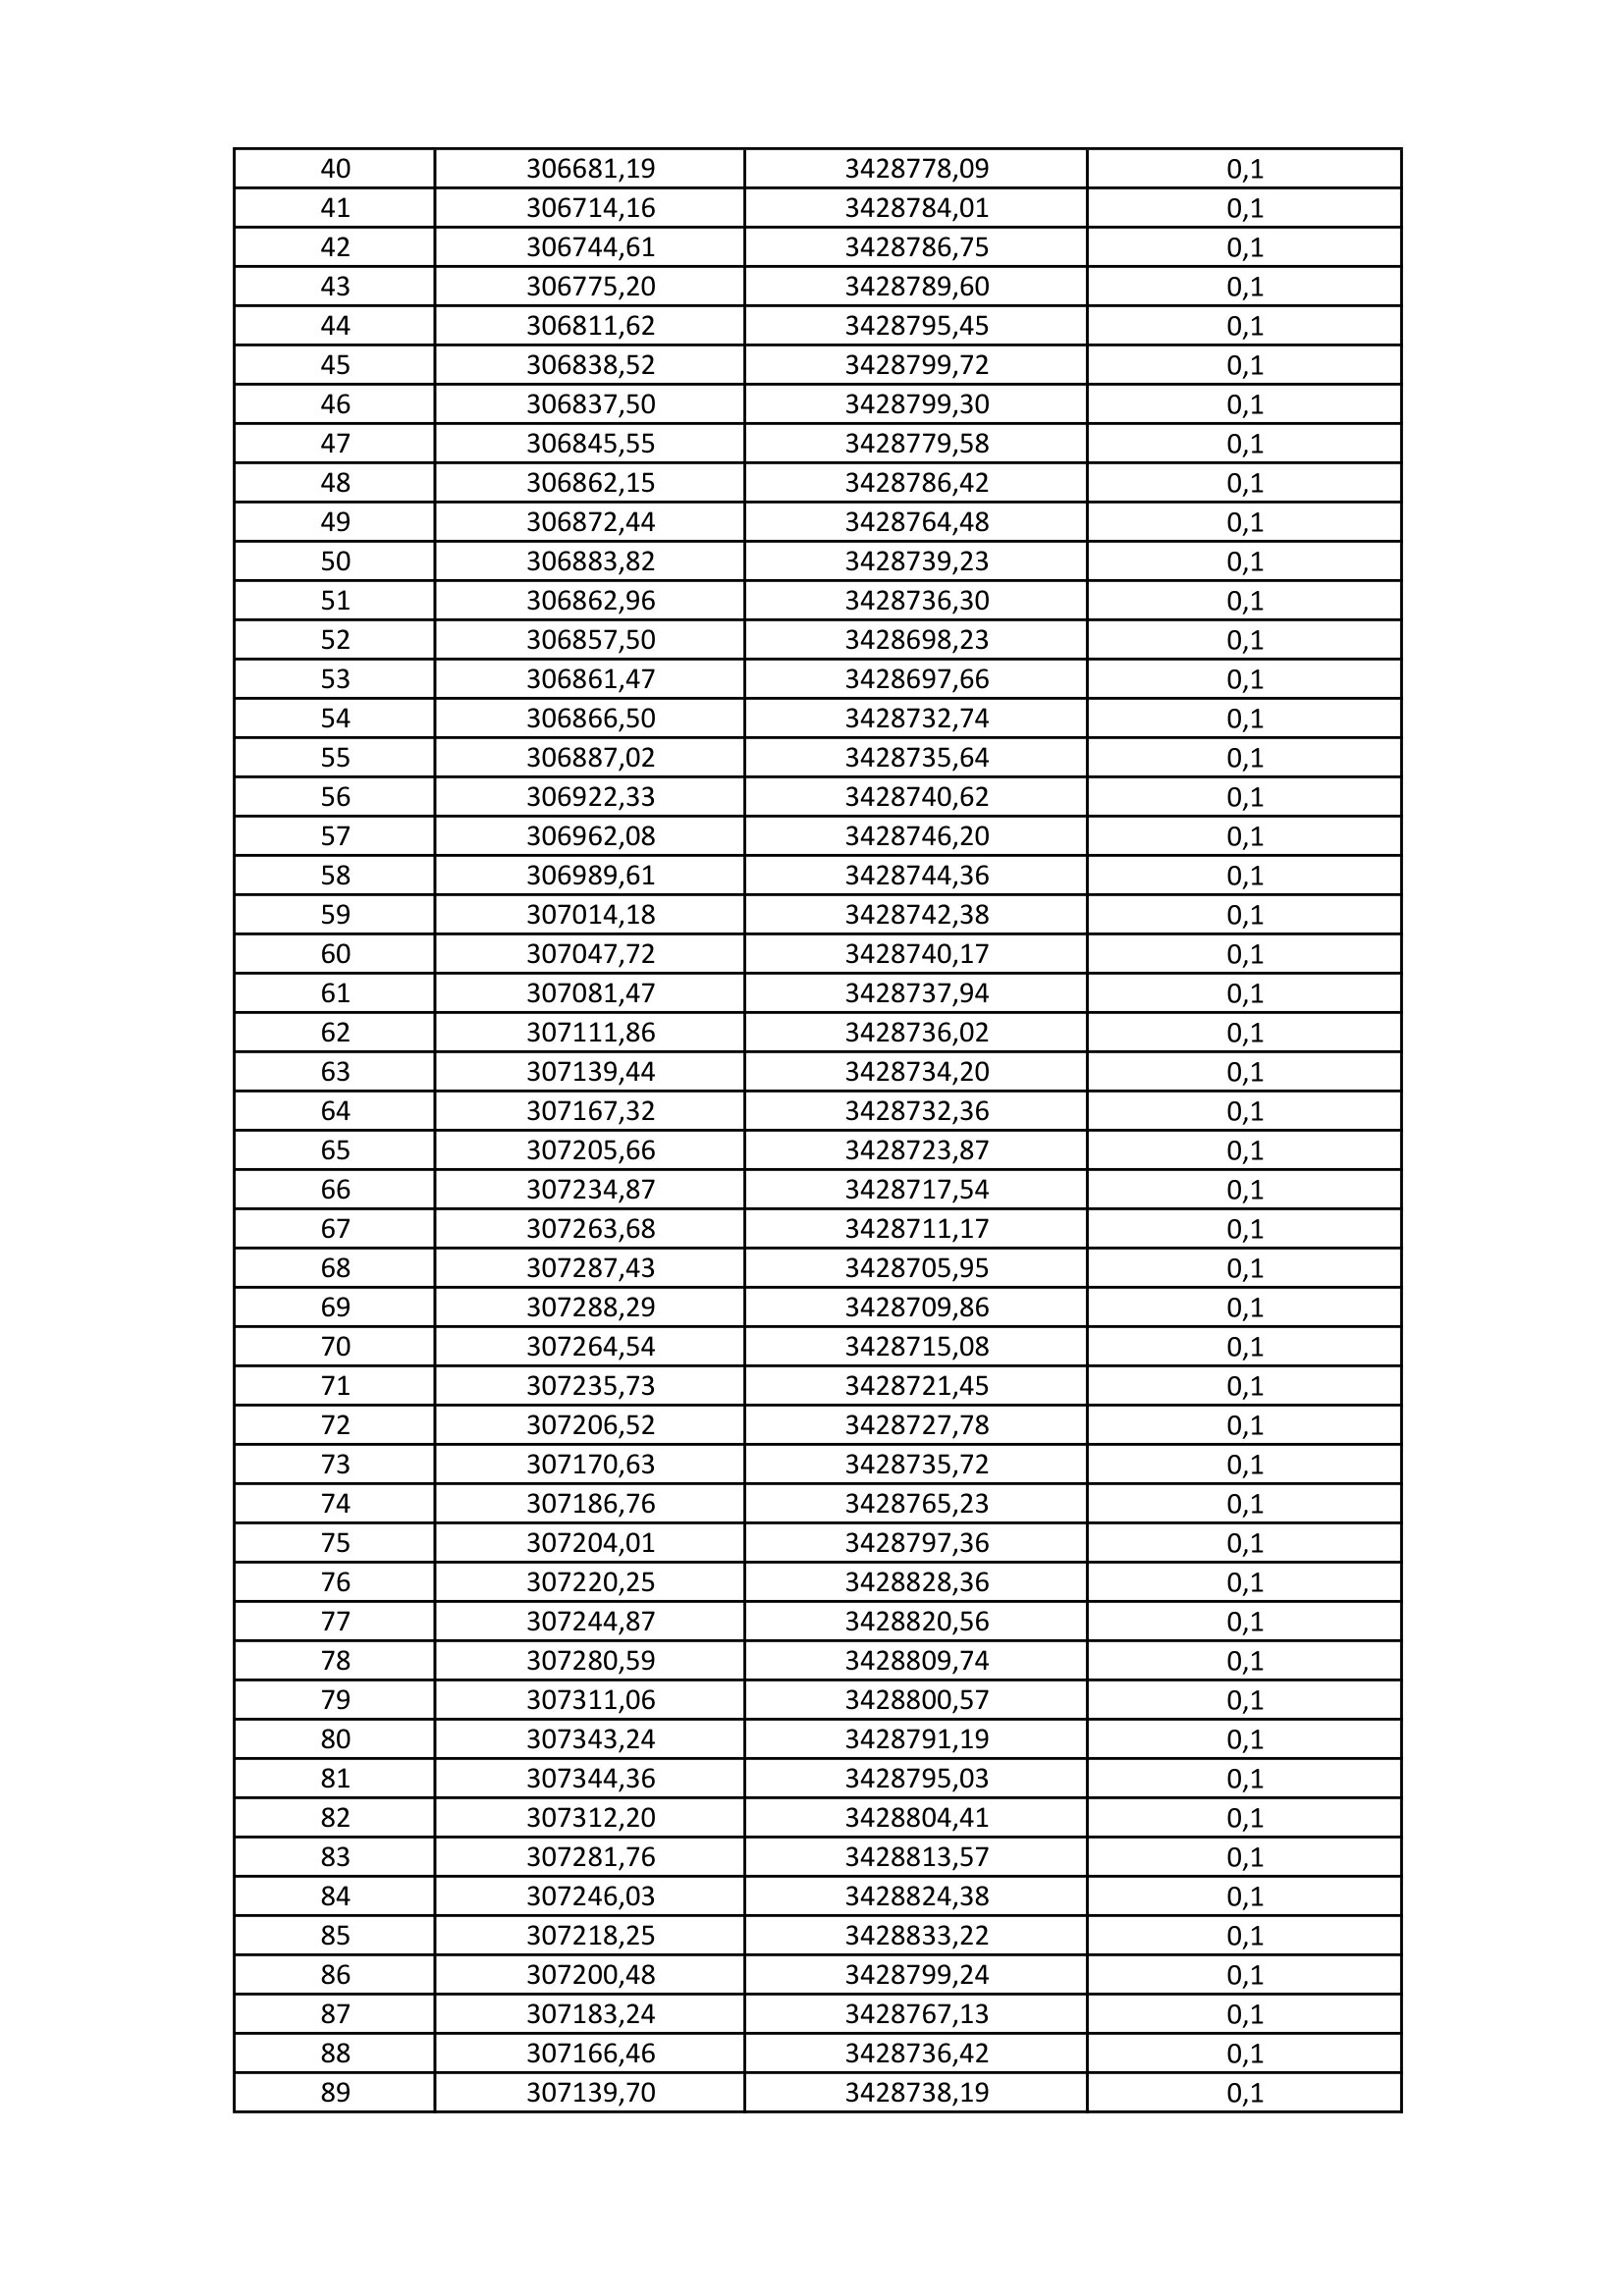 40 306681,19 3428778,09 0,1
41 306714,16 3428784,01 0,1
42 306744,61 3428786,75 0,1
43 306775,20 3428789,60 0,1
44 306811,62 3428795,45 0,1
45 306838,52 3428799,72 0,1
46 306837,50 3428799,30 0,1
47 306845,55 3428779,58 0,1
48 306862,15 3428786,42 0,1
49 306872,44 3428764,48 0,1
50 306883,82 3428739,23 0,1
51 306862,96 3428736,30 0,1
52 306857,50 3428698,23 0,1
53 306861,47 3428697,66 0,1
54 306866,50 3428732,74 0,1
55 306887,02 3428735,64 0,1
56 306922,33 3428740,62 0,1
57 306962,08 3428746,20 0,1
58 306989,61 3428744,36 0,1
59 307014,18 3428742,38 0,1
60 307047,72 3428740,17 0,1
61 307081,47 3428737,94 0,1
62 307111,86 3428736,02 0,1
63 307139,44 3428734,20 0,1
64 307167,32 3428732,36 0,1
65 307205,66 3428723,87 0,1
66 307234,87 3428717,54 0,1
67 307263,68 3428711,17 0,1
68 307287,43 3428705,95 0,1
69 307288,29 3428709,86 0,1
70 307264,54 3428715,08 0,1
71 307235,73 3428721,45 0,1
72 307206,52 3428727,78 0,1
73 307170,63 3428735,72 0,1
74 307186,76 3428765,23 0,1
75 307204,01 3428797,36 0,1
76 307220,25 3428828,36 0,1
77 307244,87 3428820,56 0,1
78 307280,59 3428809,74 0,1
79 307311,06 3428800,57 0,1
80 307343,24 3428791,19 0,1
81 307344,36 3428795,03 0,1
82 307312,20 3428804,41 0,1
83 307281,76 3428813,57 0,1
84 307246,03 3428824,38 0,1
85 307218,25 3428833,22 0,1
86 307200,48 3428799,24 0,1
87 307183,24 3428767,13 0,1
88 307166,46 3428736,42 0,1
89 307139,70 3428738,19 0,1